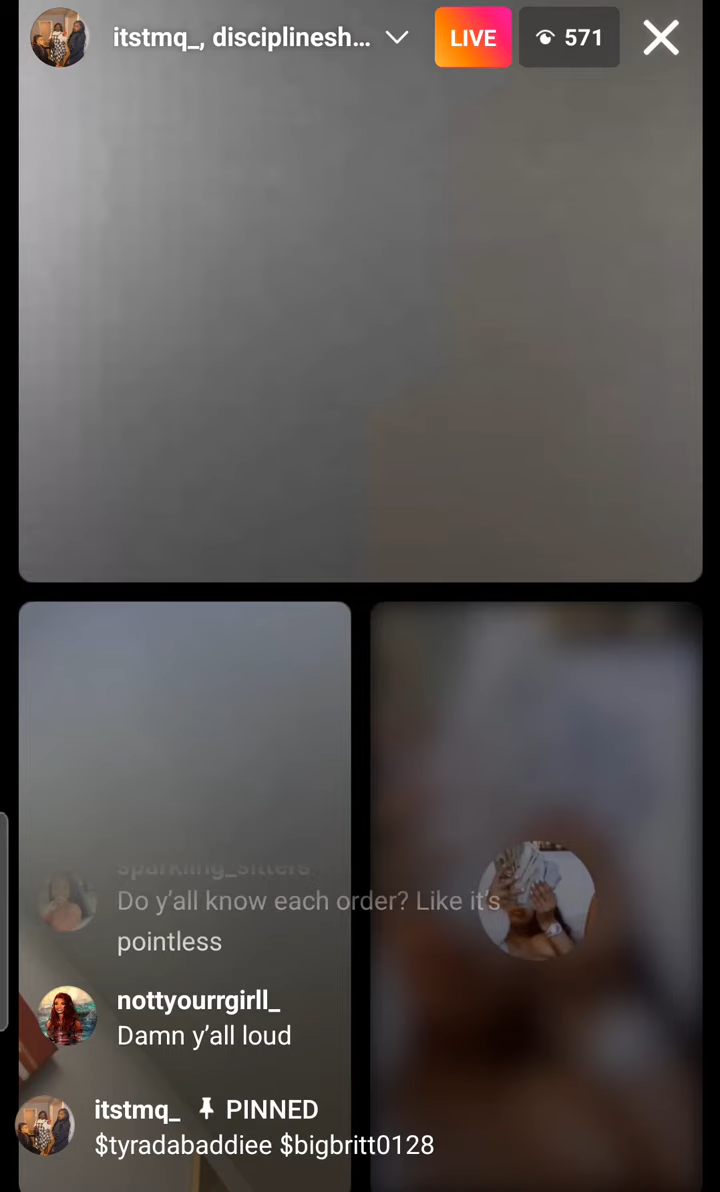 itstmq_, disciplinesh...
LIVE
571
sparkling_sitters
Do y'all know each order? Like it's
pointless
nottyourrgirll_
Damn y'all loud
itstmq_ PINNED
$tyradabaddiee $bigbritt0128